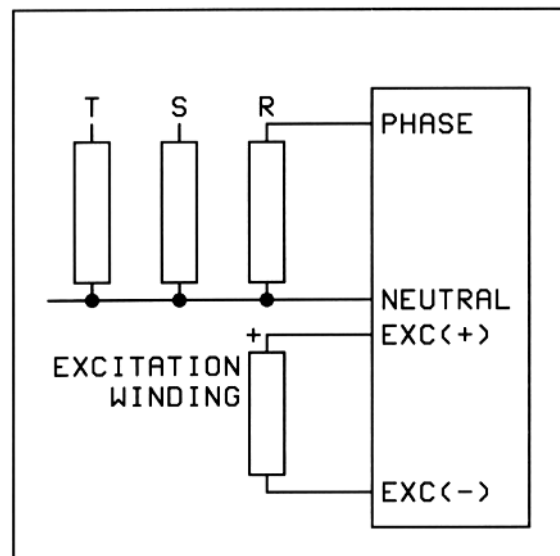 T S R
PHASE
NEUTRAL
+ EXC(+)
EXCITATION
WINDING
EXC(-)